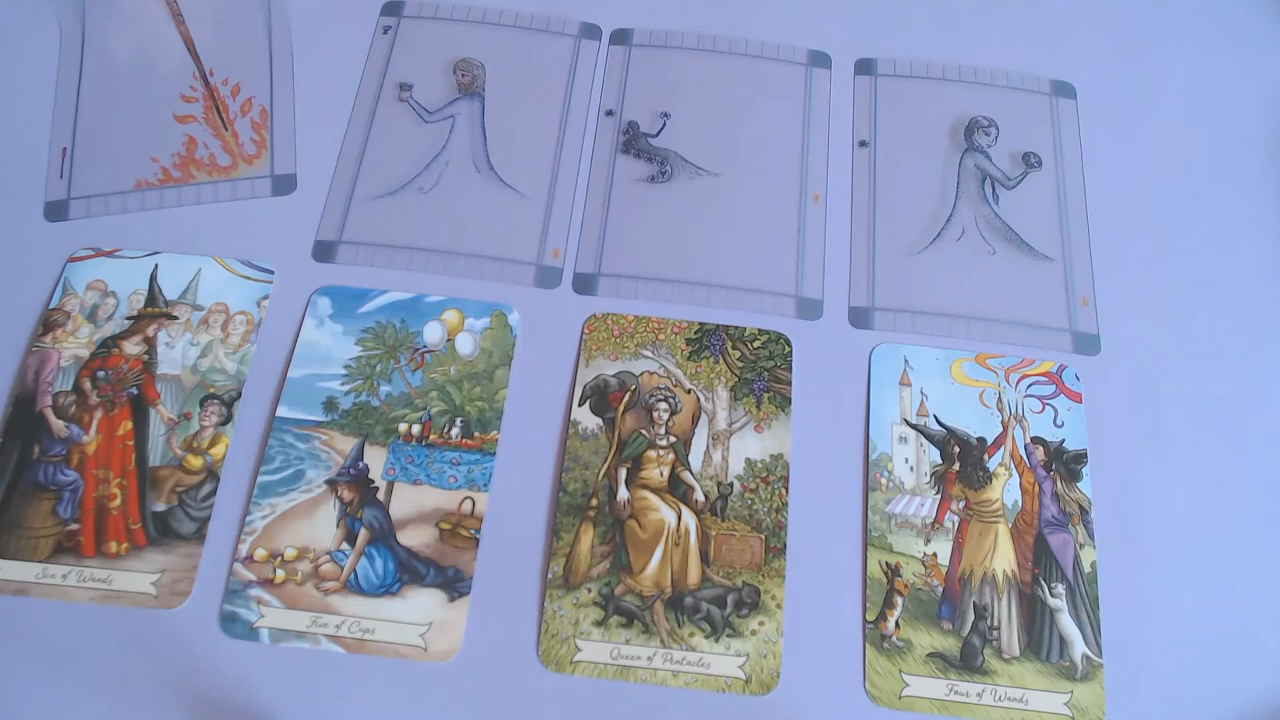 Six of Wands
Five of Cups
Queen of Pentacles
Four of Wands